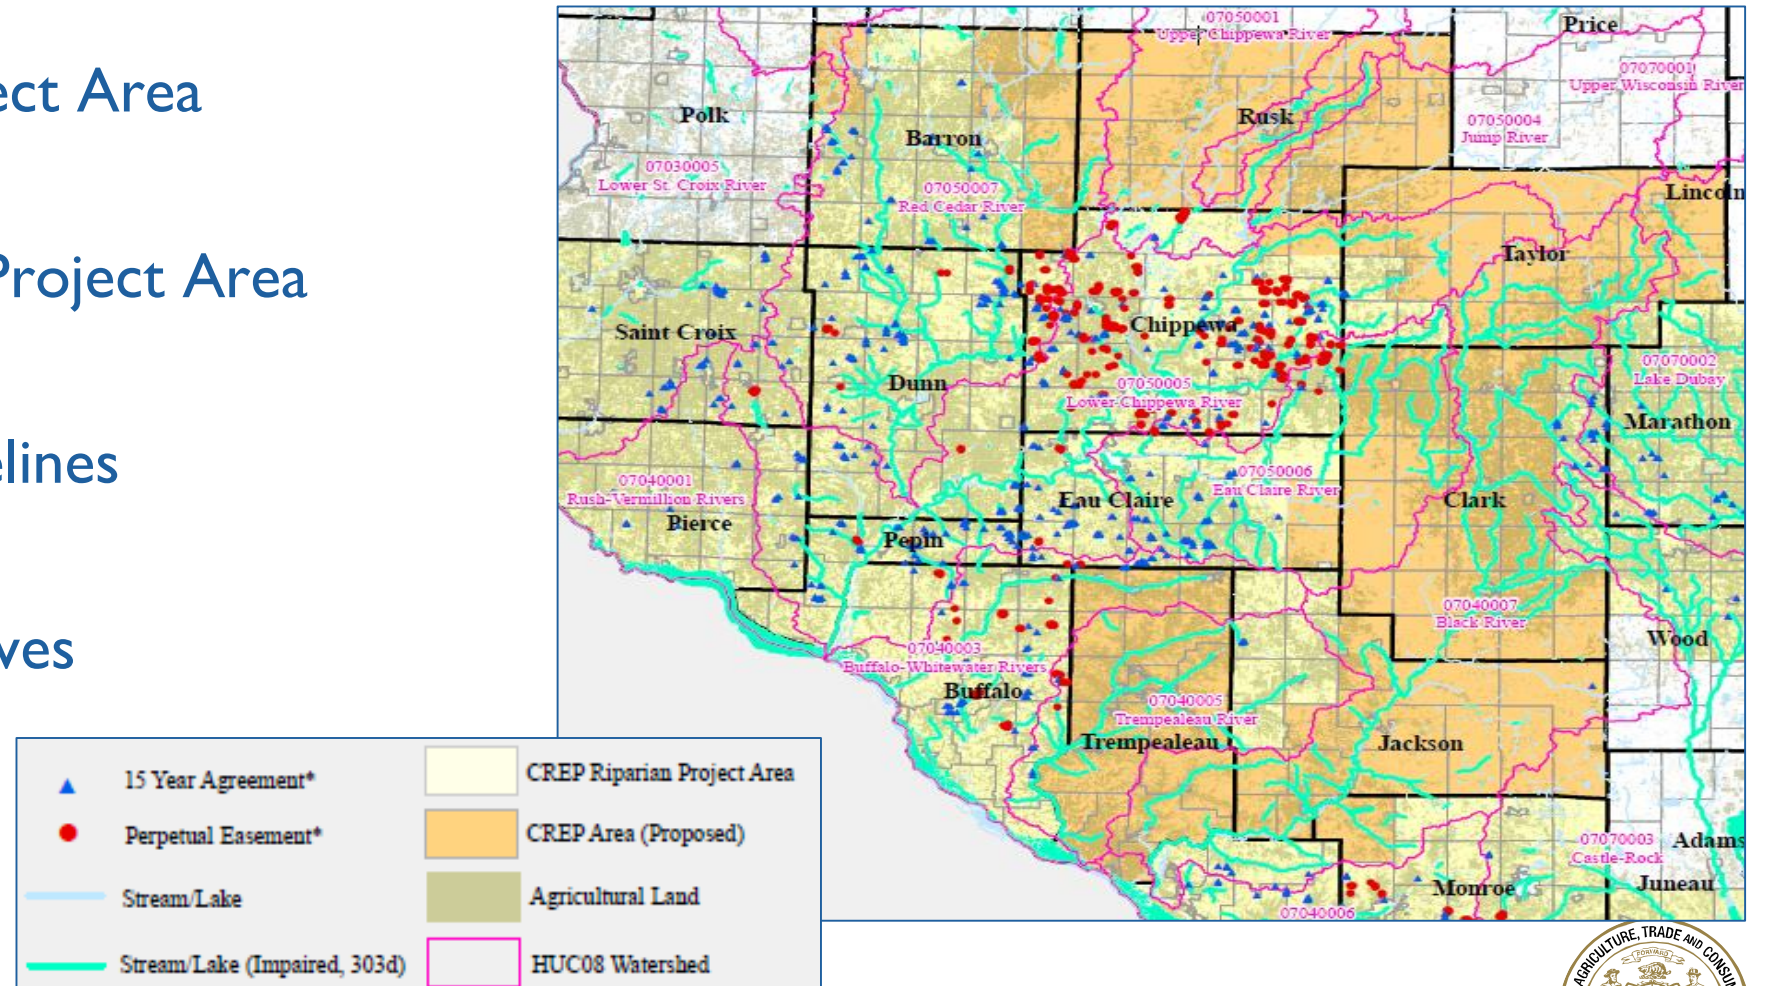 ect Area
Project Area
elines
ves
07050001
Upper Chippewa River
Price
07070001
Upper Wisconsin River
Polk
Barron
Rusk
07050004
Jump River
07030005
Lower St. Croix River
07050007
Red Cedar River
Lincoln
Taylor
Saint Croix
Chippewa
07070002
Lake Dubay
Dunn
07050005
Lower Chippewa River
Marathon
07040001
Rush-Vermillion Rivers
Pierce
07050006
Eau Claire River
Eau Claire
Clark
Pepin
07040007
Black River
Wood
07040003
Buffalo-Whitewater Rivers
Buffalo
07040005
Trempealeau River
Trempealeau
Jackson
07070003
Castle-Rock
Adams
Monroe
Juneau
07040006
15 Year Agreement*
Perpetual Easement*
Stream/Lake
Stream/Lake (Impaired, 303d)
CREP Riparian Project Area
CREP Area (Proposed)
Agricultural Land
HUC08 Watershed
AGRICULTURE, TRADE AND CONSUM
FORWARD